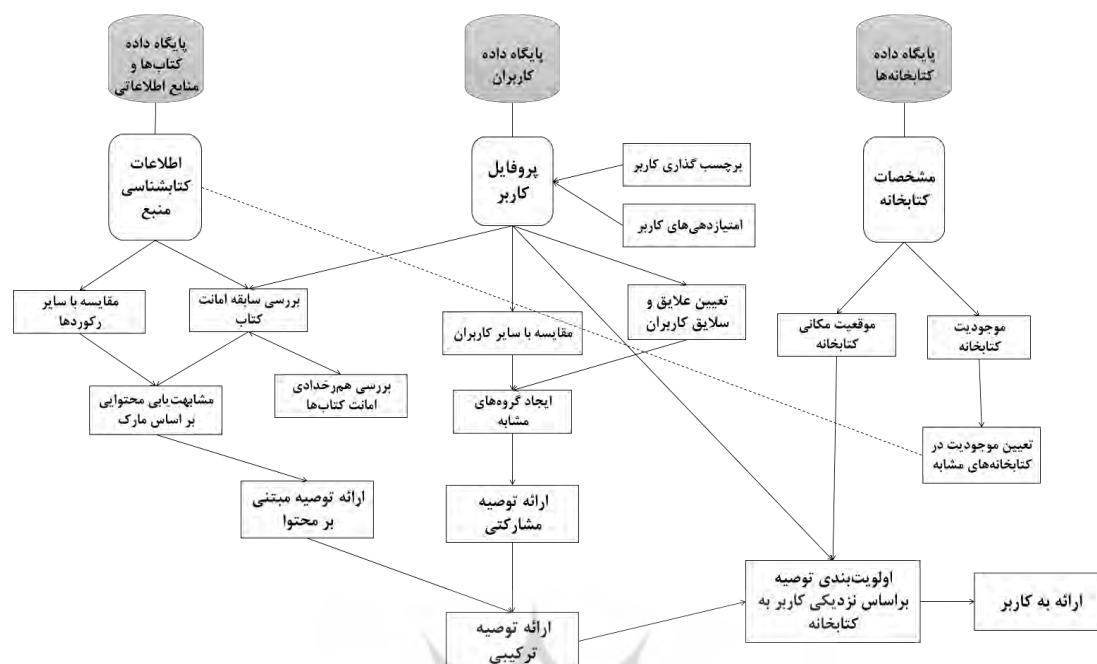 پایگاه داده
کتاب‌ها و
منابع اطلاعاتی
پایگاه داده
کاربران
پایگاه داده
کتابخانه‌ها
اطلاعات
کتابشناسی
منبع
پروفایل
کاربر
برچسب گذاری کاربر
امتیازدهی‌های کاربر
مشخصات
کتابخانه
مقایسه با سایر
رکوردها
بررسی سابقه امانت
کتاب
مقایسه با سایر کاربران
تعیین علایق و
سلایق کاربران
موقعیت مکانی
کتابخانه
موجودیت
کتابخانه
مشابهت‌یابی محتوایی
بر اساس مارک
بررسی هم‌رخدادی
امانت کتاب‌ها
ایجاد گروه‌های
مشابه
تعیین موجودیت در
کتابخانه‌های مشابه
ارائه توصیه مبتنی
بر محتوا
ارائه توصیه
مشارکتی
ارائه توصیه
ترکیبی
اولویت‌بندی توصیه
براساس نزدیکی کاربر به
کتابخانه
ارائه به کاربر